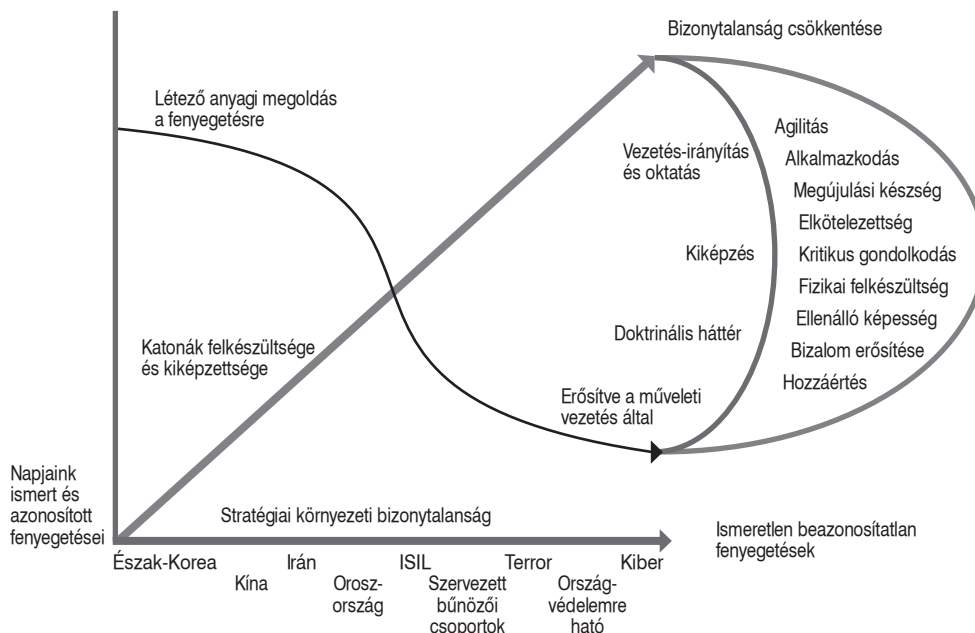 Bizonytalanság csökkentése
Létező anyagi megoldás
a fenyegetésre
Vezetés-irányítás
és oktatás
Kiképzés
Doktrinális háttér
Erősítve a műveleti
vezetés által
Agilitás
Alkalmazkodás
Megújulási készség
Elkötelezettség
Kritikus gondolkodás
Fizikai felkészültség
Ellenálló képesség
Bizalom erősítése
Hozzáértés
Katonák felkészültsége
és kiképzettsége
Napjaink
ismert és
azonosított
fenyegetései
Stratégiai környezeti bizonytalanság
Ismeretlen beazonosítatlan
fenyegetések
Észak-Korea
Kína
Irán
Orosz-
ország
ISIL
Szervezett
bűnözői
csoportok
Terror
Ország-
védelemre
ható
Kiber